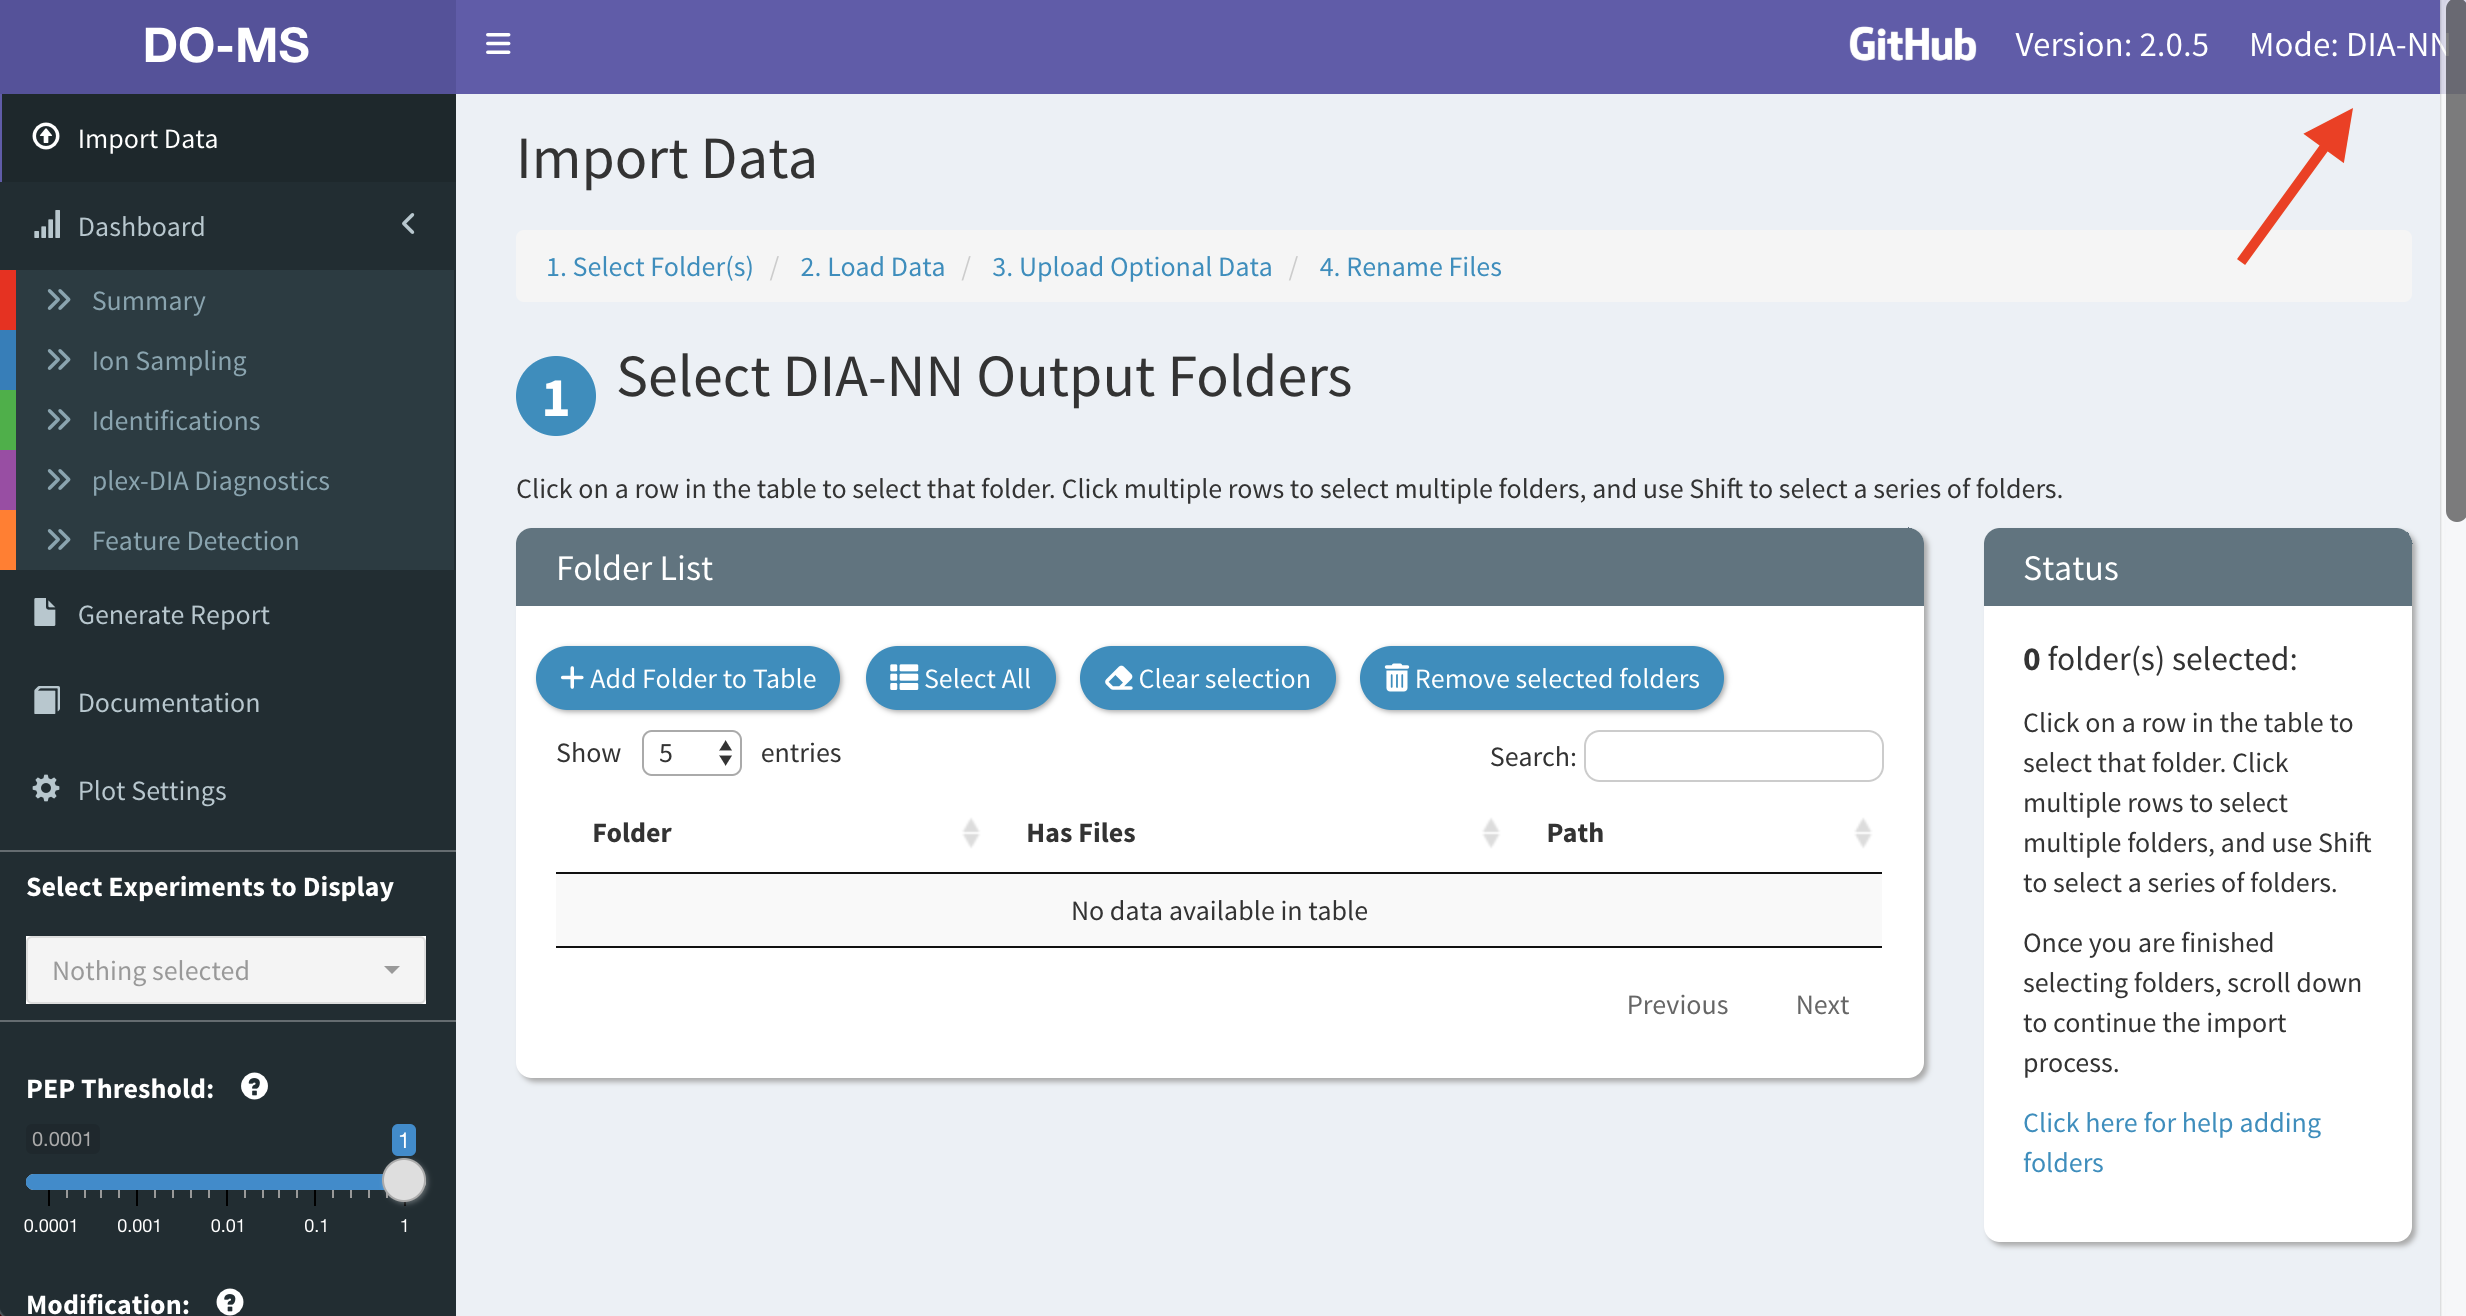 DO-MS
GitHub Version: 2.0.5 Mode: DIA-NN
Import Data
Dashboard
Summary
Ion Sampling
Identifications
plex-DIA Diagnostics
Feature Detection
Generate Report
Documentation
Plot Settings
Select Experiments to Display
Nothing selected
PEP Threshold:
0.0001 1
0.0001 0.001 0.01 0.1 1
Modification:
Import Data
1. Select Folder(s) / 2. Load Data / 3. Upload Optional Data / 4. Rename Files
1 Select DIA-NN Output Folders
Click on a row in the table to select that folder. Click multiple rows to select multiple folders, and use Shift to select a series of folders.
Folder List
Add Folder to Table Select All Clear selection Remove selected folders
Show 5 entries Search:
Folder Has Files Path
No data available in table
Previous Next
Status
0 folder(s) selected:
Click on a row in the table to
select that folder. Click
multiple rows to select
multiple folders, and use Shift
to select a series of folders.
Once you are finished
selecting folders, scroll down
to continue the import
process.
Click here for help adding
folders